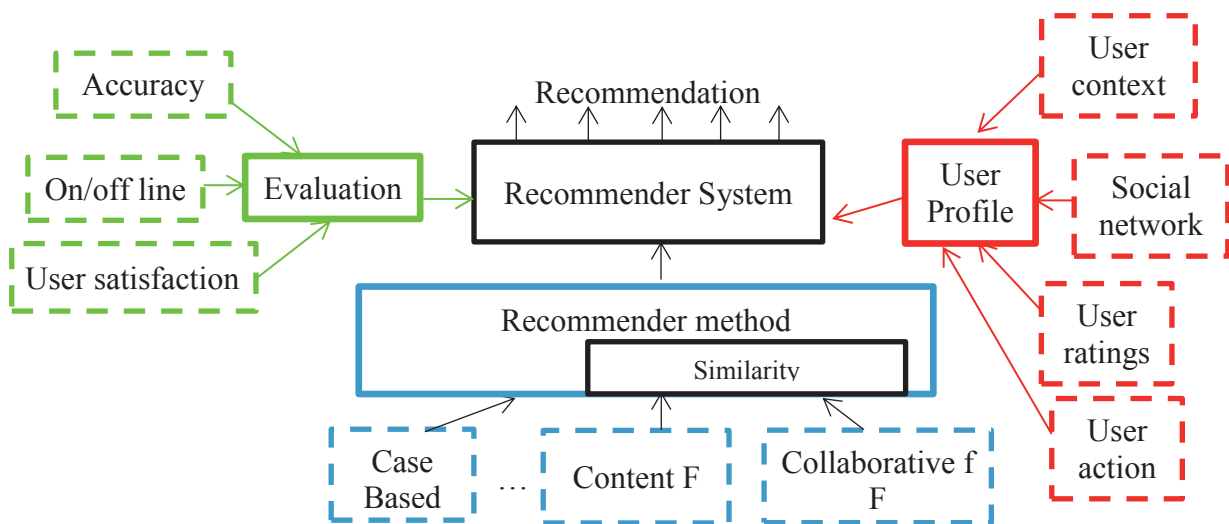 Accuracy
On/off line
User satisfaction
Evaluation
Recommendation
Recommender System
User
Profile
User
context
Social
network
User
ratings
User
action
Recommender method
Similarity
Case
Based
…
Content F
Collaborative f
F